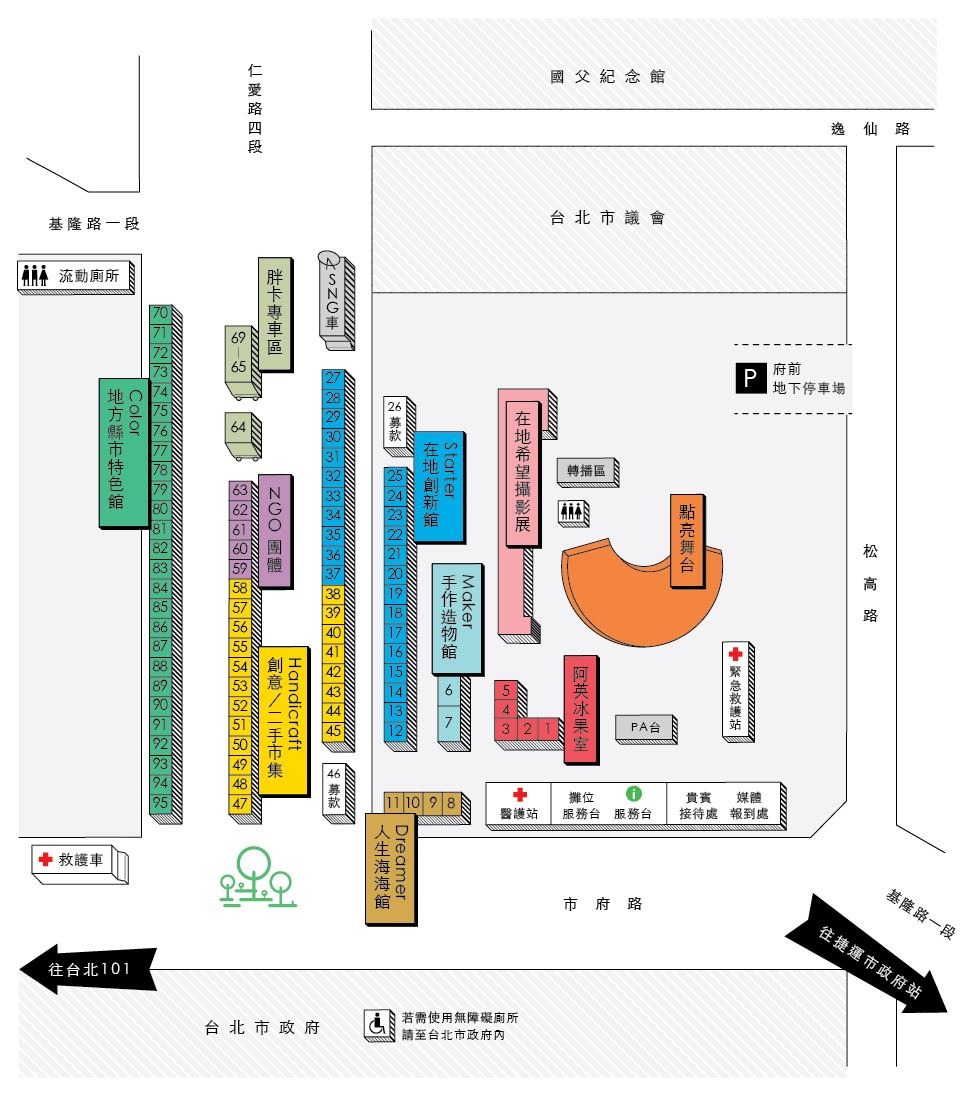 國父紀念館
仁愛路四段
逸仙路
台北市議會
基隆路一段
流動廁所
胖卡專車區
SNG車
69
65
64
府前
P
地下停車場
70
71
72
73
74
75
76
77
78
79
80
81
82
83
84
85
86
87
88
89
90
91
92
93
94
95
Color
地方縣市特色館
63
62
61
60
59
58
57
56
55
54
53
52
51
50
49
48
47
NGO 團體
Handicraft
創意/二手市集
27
28
29
30
31
32
33
34
35
36
37
38
39
40
41
42
43
44
45
46
募款
26
募款
25
24
23
22
21
20
19
18
17
16
15
14
13
12
Starter
在地創新館
Maker
手作造物館
6
7
在地希望攝影展
轉播區
點亮舞台
松高路
5
4
3 2 1
阿英冰果室
PA台
緊急救護站
11 10 9 8
Dreamer
人生海海館
醫護站
攤位
服務台
i
服務台
貴賓
接待處
媒體
報到處
救護車
市府路
基隆路一段
往台北101
往捷運市政府站
台北市政府
若需使用無障礙廁所
請至台北市政府內